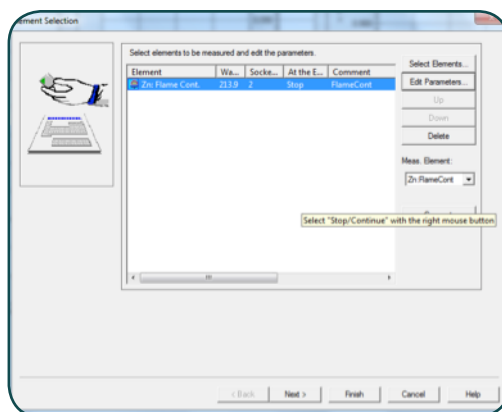 ement Selection
Select elements to be measured and edit the parameters.
Element Wa... Socke... At the E... Comment
Zn: Flame Cont. 213.9 2 Stop FlameCont
Select Elements...
Edit Parameters...
Up
Down
Delete
Meas. Element:
Zn:FlameCont
Select "Stop/Continue" with the right mouse button
< Back Next > Finish Cancel Help